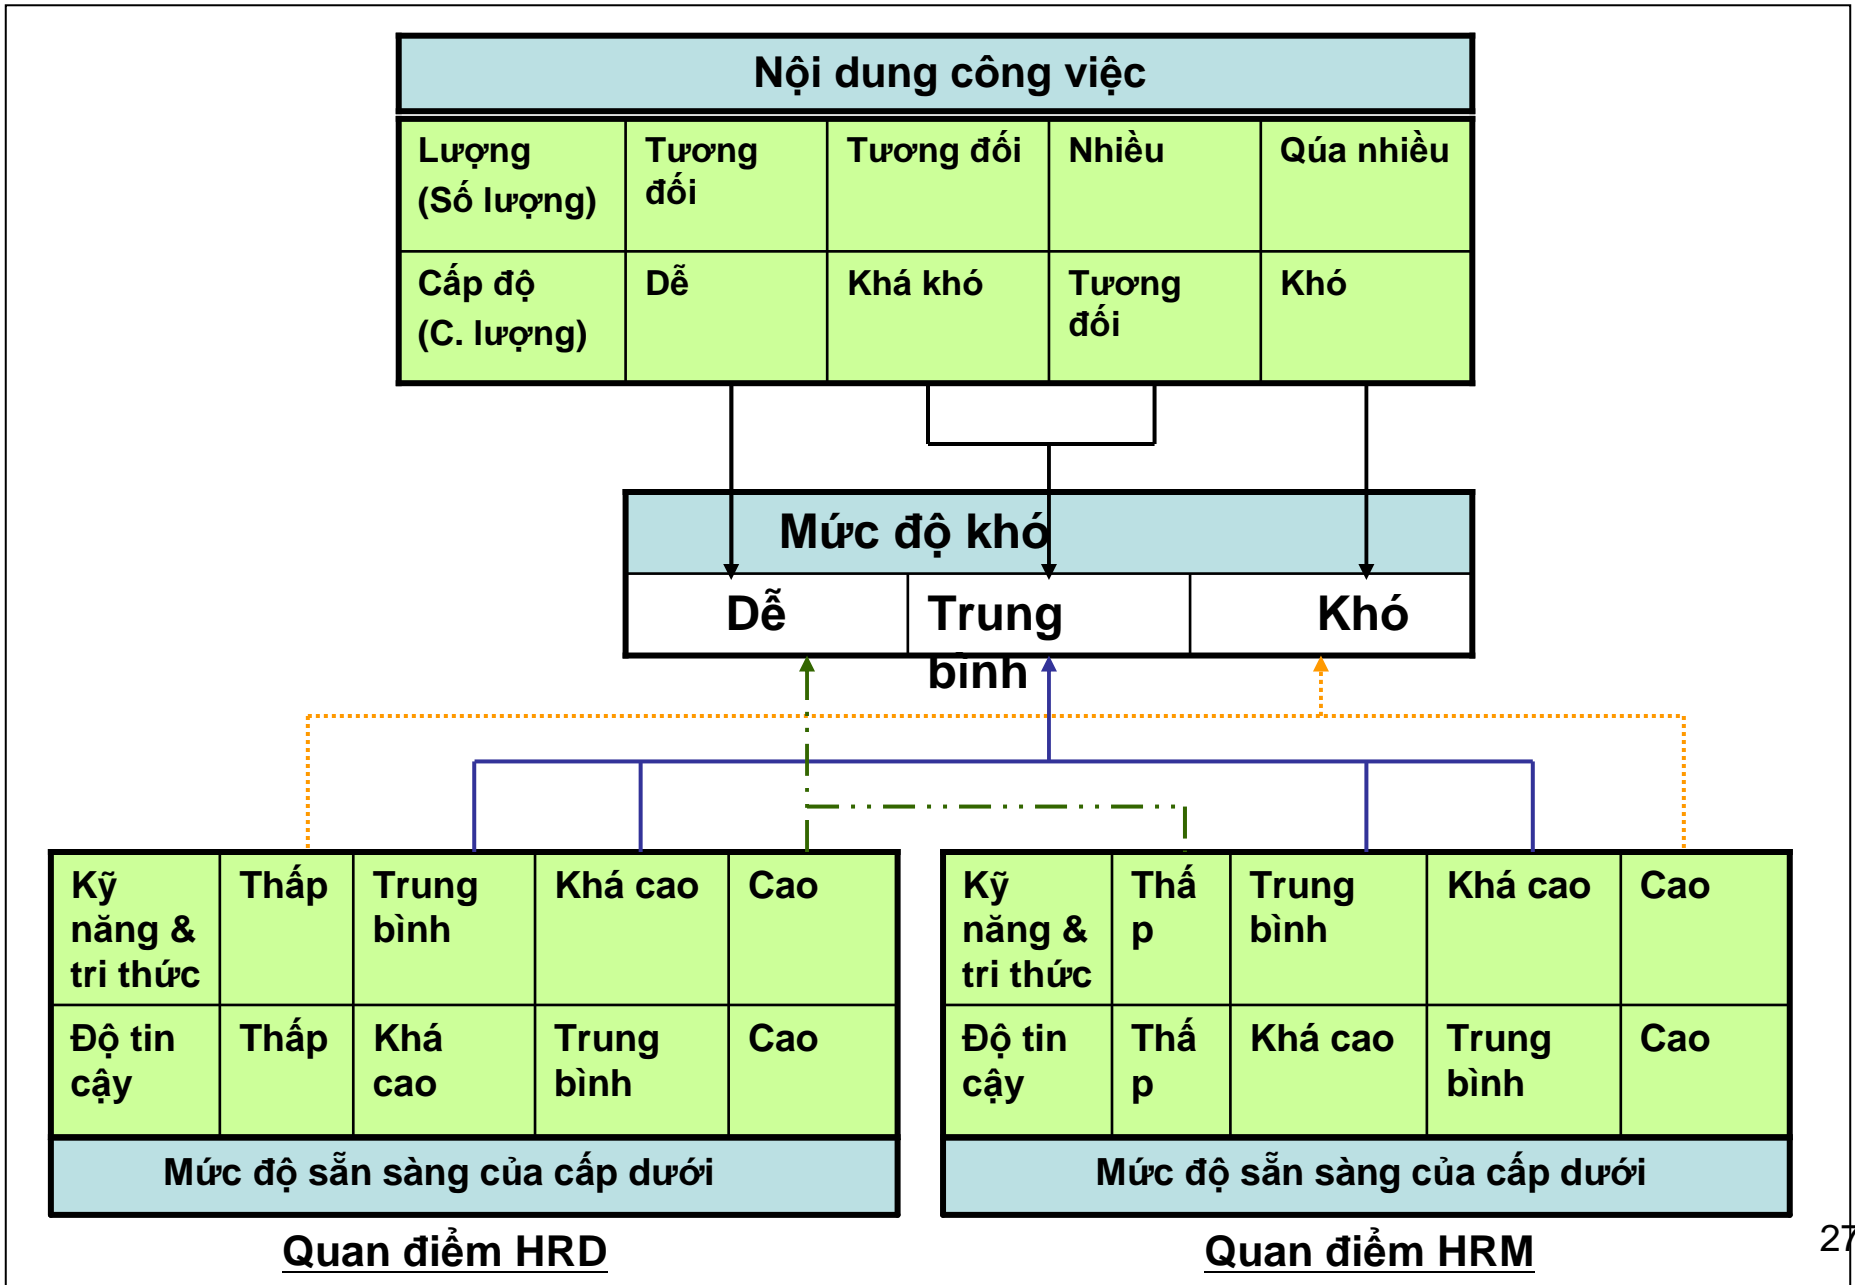 Nội dung công việc
Lượng
(Số lượng)
Tương
đối
Tương đối
Nhiều
Qúa nhiều
Cấp độ
(C. lượng)
Dễ
Khá khó
Tương
đối
Khó
Mức độ khó
Dễ
Trung
bình
Khó
Kỹ
năng &
tri thức
Thấp
Trung
bình
Khá cao
Cao
Độ tin
cậy
Thấp
Khá
cao
Trung
bình
Cao
Mức độ sẵn sàng của cấp dưới
Quan điểm HRD
Kỹ
năng &
tri thức
Thấ
p
Trung
bình
Khá cao
Cao
Độ tin
cậy
Thấ
p
Khá cao
Trung
bình
Cao
Mức độ sẵn sàng của cấp dưới
Quan điểm HRM
27